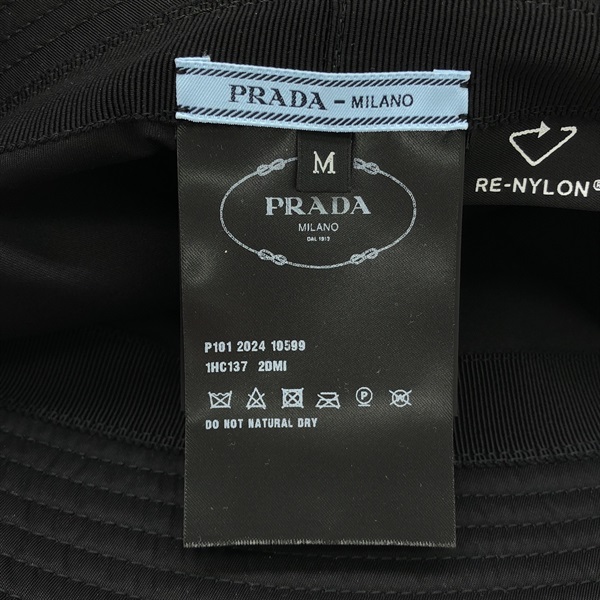 PRADA - MILANO
M
PRADA
MILANO
DAL 1913
RE-NYLON®
P101 2024 10599
1HC137 2DMI
P
DO NOT NATURAL DRY